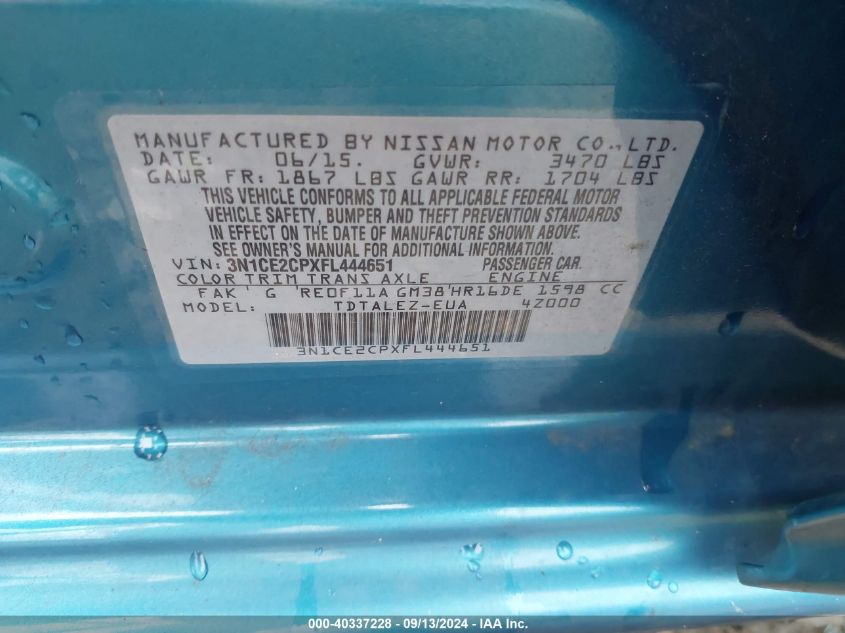 MANUFACTURED BY NISSAN MOTOR CO., LTD.
DATE: 06/15. GVWR: 3470 LBS
GAWR FR: 1867 LBS GAWR RR: 1704 LBS
THIS VEHICLE CONFORMS TO ALL APPLICABLE FEDERAL MOTOR
VEHICLE SAFETY, BUMPER AND THEFT PREVENTION STANDARDS
IN EFFECT ON THE DATE OF MANUFACTURE SHOWN ABOVE.
SEE OWNER'S MANUAL FOR ADDITIONAL INFORMATION.
VIN: 3N1CE2CPXFL444651 PASSENGER CAR.
COLOR TRIM TRANS AXLE ENGINE
FAK' G 'RE0F11A GM38'HR16DE 1598 CC
MODEL: TDTALEZ-EUA 4Z000
3N1CE2CPXFL444651
000-40337228 - 09/13/2024 - IAA Inc.